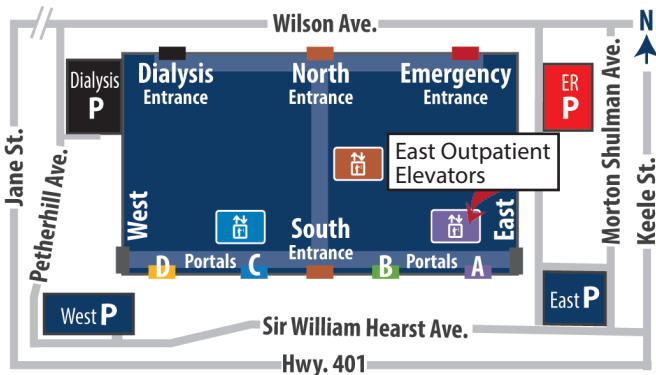 Wilson Ave.
N
Dialysis
P
Dialysis
Entrance
North
Entrance
Emergency
Entrance
ER
P
East Outpatient
Elevators
Jane St.
Petherhill Ave.
West
East
Morton Shulman Ave.
Keele St.
South
Entrance
D Portals C
B Portals A
West P
East P
Sir William Hearst Ave.
Hwy. 401